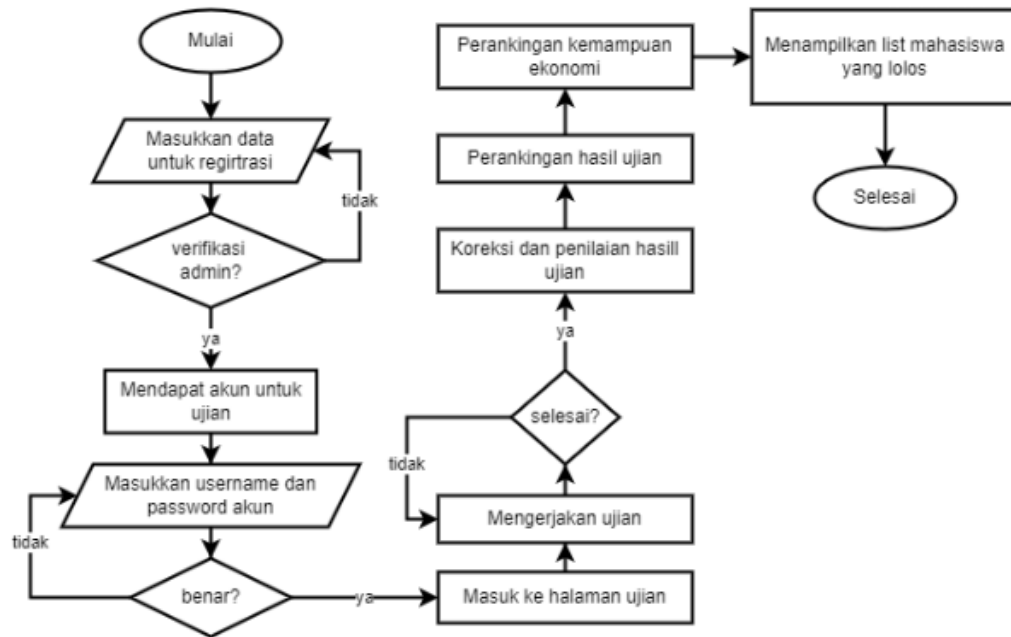 Mulai
Masukkan data
untuk regirtrasi
tidak
verifikasi
admin?
ya
Mendapat akun untuk
ujian
Masukkan username dan
password akun
tidak
benar?
ya
Masuk ke halaman ujian
Mengerjakan ujian
tidak
selesai?
ya
Koreksi dan penilaian hasill
ujian
Perankingan hasil ujian
Perankingan kemampuan
ekonomi
Menampilkan list mahasiswa
yang lolos
Selesai